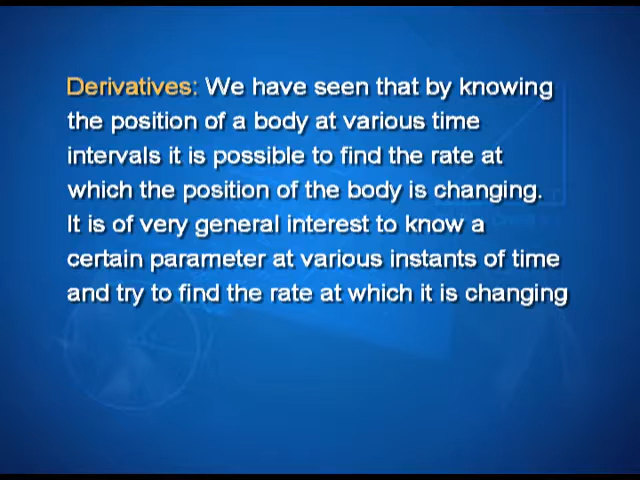 Derivatives: We have seen that by knowing
the position of a body at various time
intervals it is possible to find the rate at
which the position of the body is changing.
It is of very general interest to know a
certain parameter at various instants of time
and try to find the rate at which it is changing